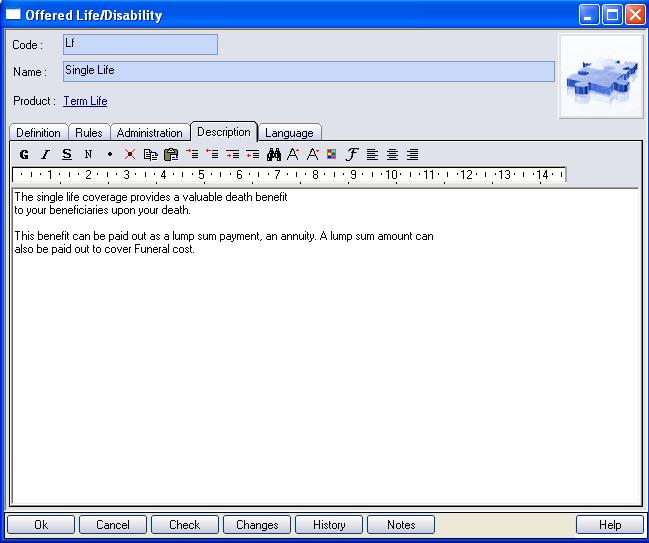 Offered Life/Disability
Code : Lf
Name : Single Life
Product : Term Life
Definition Rules Administration Description Language
G I S N
1 2 3 4 5 6 7 8 9 10 11 12 13 14
The single life coverage provides a valuable death benefit
to your beneficiaries upon your death.
This benefit can be paid out as a lump sum payment, an annuity. A lump sum amount can
also be paid out to cover Funeral cost.
Ok Cancel Check Changes History Notes Help